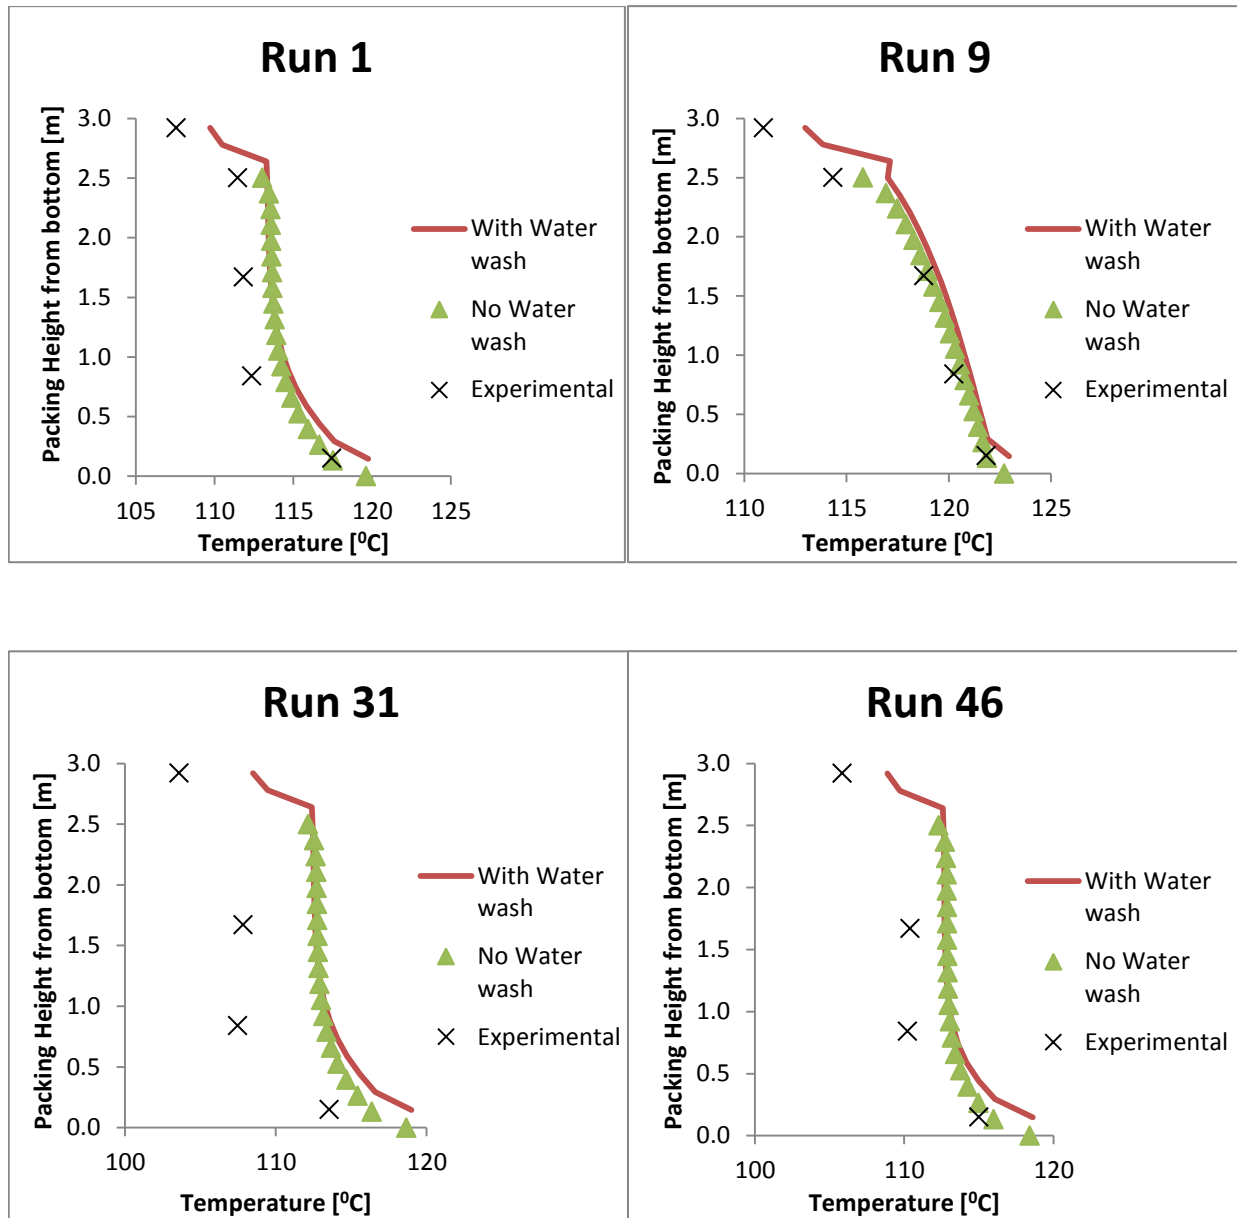 Run 1
Packing Height from bottom [m]
3.0
2.5
2.0
1.5
1.0
0.5
0.0
105 110 115 120 125
Temperature [⁰C]
With Water
wash
No Water
wash
Experimental
Run 9
Packing Height from bottom [m]
3.0
2.5
2.0
1.5
1.0
0.5
0.0
110 115 120 125
Temperature [⁰C]
With Water
wash
No Water
wash
Experimental
Run 31
Packing Height from bottom [m]
3.0
2.5
2.0
1.5
1.0
0.5
0.0
100 110 120
Temperature [⁰C]
With Water
wash
No Water
wash
Experimental
Run 46
Packing Height from bottom [m]
3.0
2.5
2.0
1.5
1.0
0.5
0.0
100 110 120
Temperature [⁰C]
With Water
wash
No Water
wash
Experimental